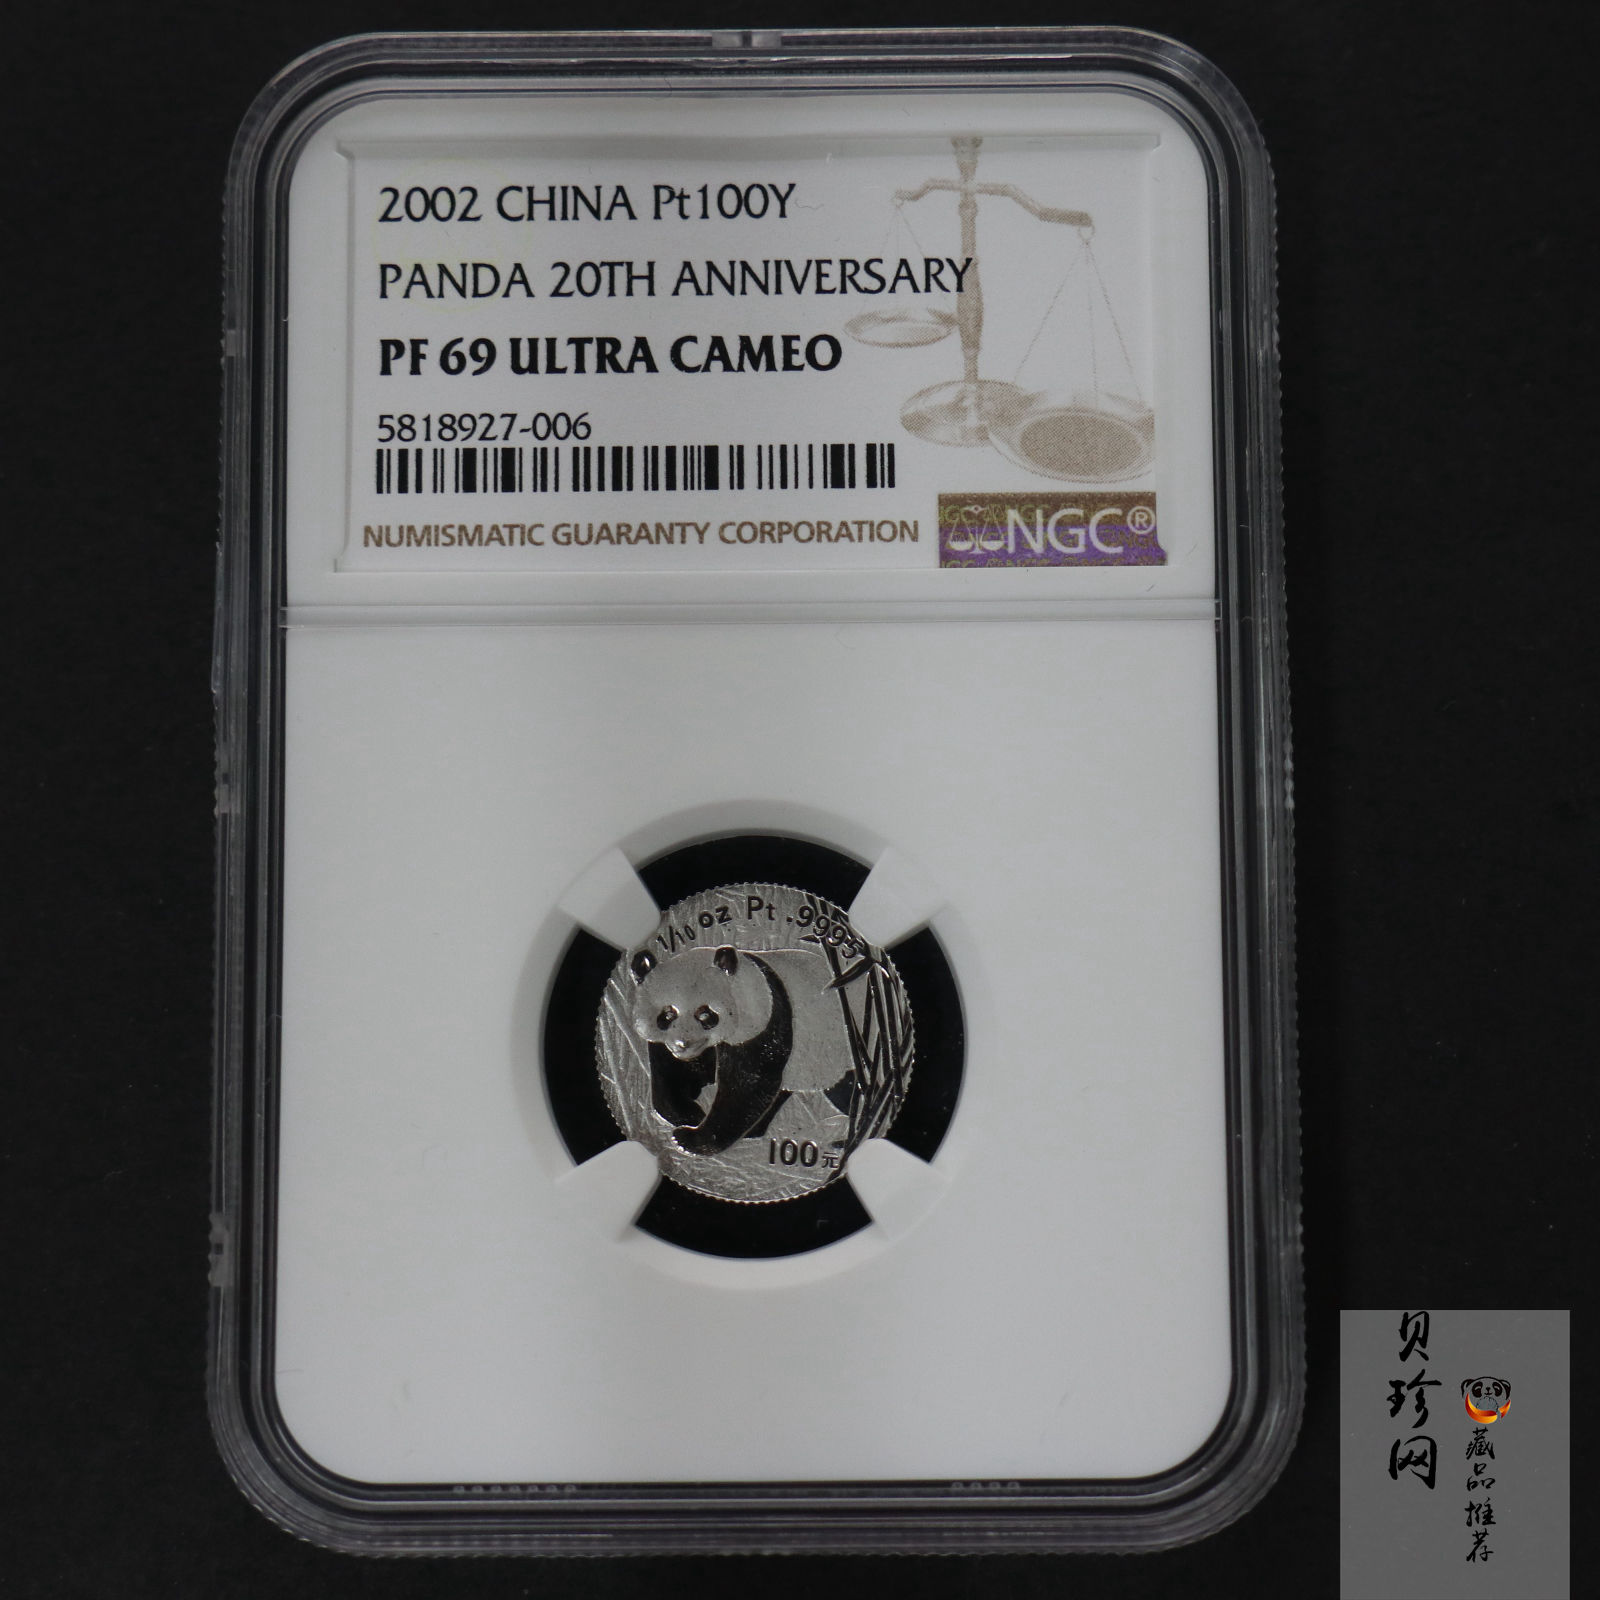 2002 CHINA Pt100Y
PANDA 20TH ANNIVERSARY
PF 69 ULTRA CAMEO
5818927-006
NUMISMATIC GUARANTY CORPORATION
NGC®
1/10 oz Pt .9995
100元
贝珍网
藏品推荐